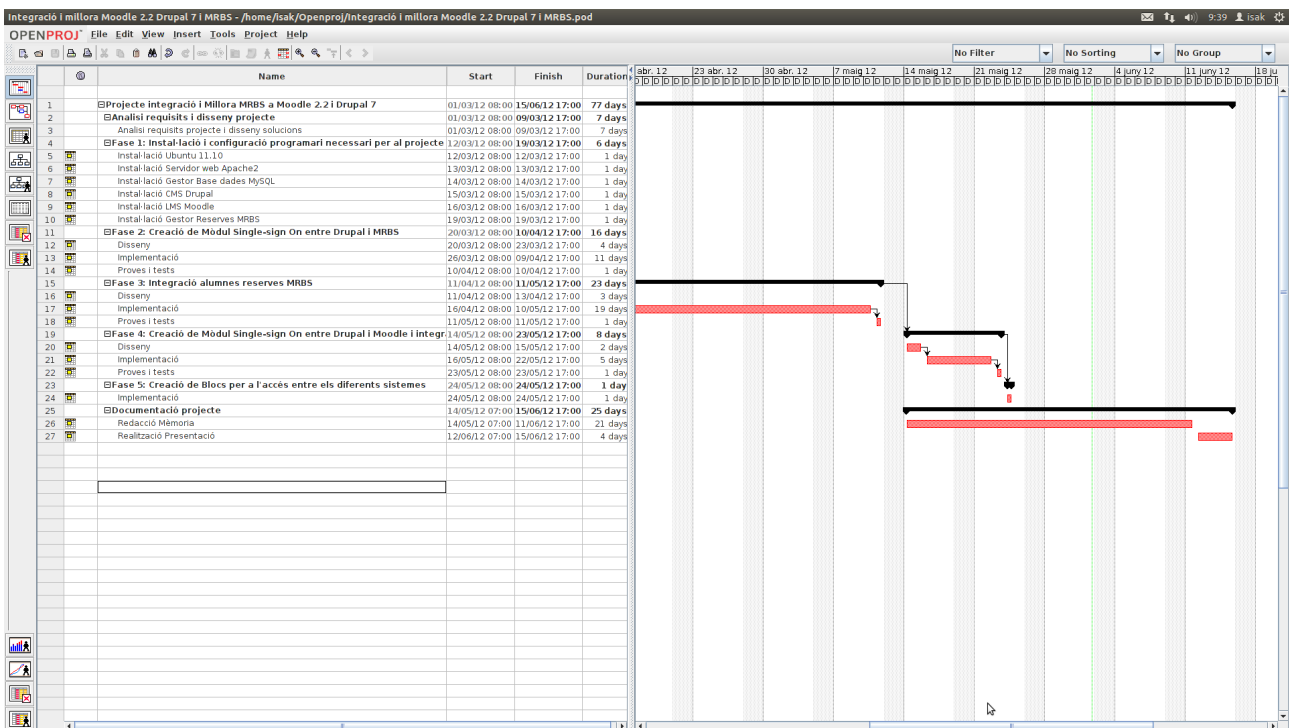 Integració i millora Moodle 2.2 Drupal 7 i MRBS - /home/isak/Openproj/Integració i millora Moodle 2.2 Drupal 7 i MRBS.pod 9:39 isak
OPENPROJ File Edit View Insert Tools Project Help
No Filter No Sorting No Group
Name Start Finish Duration abr. 12 23 abr. 12 30 abr. 12 7 maig 12 14 maig 12 21 maig 12 28 maig 12 4 juny 12 11 juny 12 18 ju
D D D D D D D D D D D D D D D D D D D D D D D D D D D D D D D D D D D D D D D D D D D D D D D D D D D D D D D D D D D D D D D D
1 Projecte integració i Millora MRBS a Moodle 2.2 i Drupal 7 01/03/12 08:00 15/06/12 17:00 77 days
2 Analisi requisits i disseny projecte 01/03/12 08:00 09/03/12 17:00 7 days
3 Analisi requisits projecte i disseny solucions 01/03/12 08:00 09/03/12 17:00 7 days
4 Fase 1: Instal·lació i configuració programari necessari per al projecte 12/03/12 08:00 19/03/12 17:00 6 days
5 Instal·lació Ubuntu 11.10 12/03/12 08:00 12/03/12 17:00 1 day
6 Instal·lació Servidor web Apache2 13/03/12 08:00 13/03/12 17:00 1 day
7 Instal·lació Gestor Base dades MySQL 14/03/12 08:00 14/03/12 17:00 1 day
8 Instal·lació CMS Drupal 15/03/12 08:00 15/03/12 17:00 1 day
9 Instal·lació LMS Moodle 16/03/12 08:00 16/03/12 17:00 1 day
10 Instal·lació Gestor Reserves MRBS 19/03/12 08:00 19/03/12 17:00 1 day
11 Fase 2: Creació de Mòdul Single-sign On entre Drupal i MRBS 20/03/12 08:00 10/04/12 17:00 16 days
12 Disseny 20/03/12 08:00 23/03/12 17:00 4 days
13 Implementació 26/03/12 08:00 09/04/12 17:00 11 days
14 Proves i tests 10/04/12 08:00 10/04/12 17:00 1 day
15 Fase 3: Integració alumnes reserves MRBS 11/04/12 08:00 11/05/12 17:00 23 days
16 Disseny 11/04/12 08:00 13/04/12 17:00 3 days
17 Implementació 16/04/12 08:00 10/05/12 17:00 19 days
18 Proves i tests 11/05/12 08:00 11/05/12 17:00 1 day
19 Fase 4: Creació de Mòdul Single-sign On entre Drupal i Moodle i integr 14/05/12 08:00 23/05/12 17:00 8 days
20 Disseny 14/05/12 08:00 15/05/12 17:00 2 days
21 Implementació 16/05/12 08:00 22/05/12 17:00 5 days
22 Proves i tests 23/05/12 08:00 23/05/12 17:00 1 day
23 Fase 5: Creació de Blocs per a l'accés entre els diferents sistemes 24/05/12 08:00 24/05/12 17:00 1 day
24 Implementació 24/05/12 08:00 24/05/12 17:00 1 day
25 Documentació projecte 14/05/12 07:00 15/06/12 17:00 25 days
26 Redacció Mèmoria 14/05/12 07:00 11/06/12 17:00 21 days
27 Realització Presentació 12/06/12 07:00 15/06/12 17:00 4 days